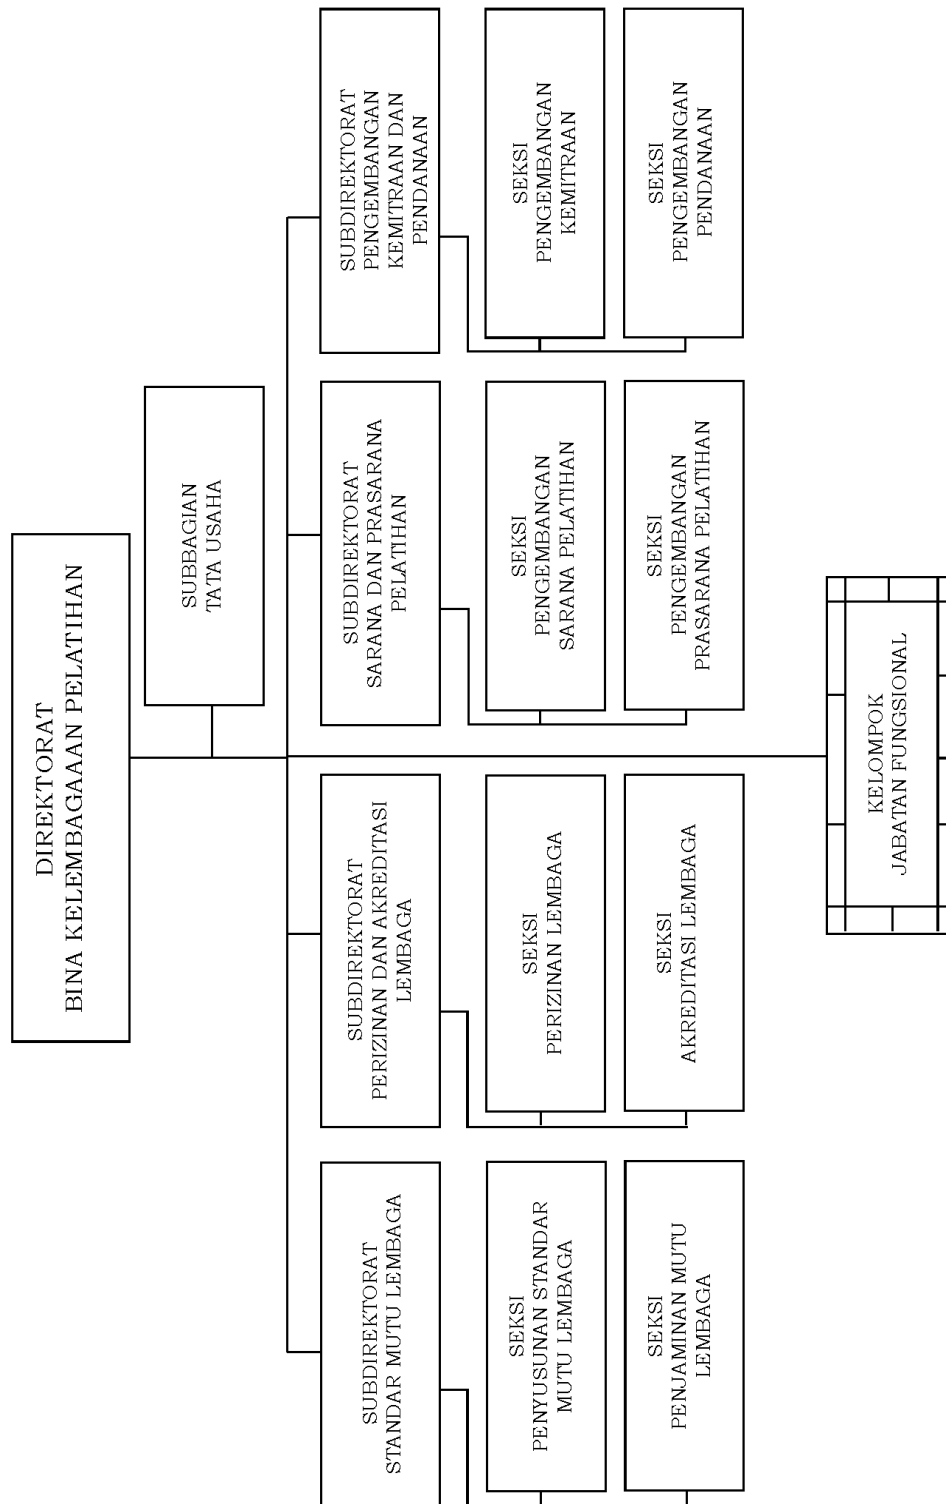 DIREKTORAT
BINA KELEMBAGAAAN PELATIHAN
SUBBAGIAN
TATA USAHA
SUBDIREKTORAT
STANDAR MUTU LEMBAGA
SUBDIREKTORAT
PERIZINAN DAN AKREDITASI
LEMBAGA
SUBDIREKTORAT
SARANA DAN PRASARANA
PELATIHAN
SUBDIREKTORAT
PENGEMBANGAN
KEMITRAAN DAN
PENDANAAN
SEKSI
PENYUSUNAN STANDAR
MUTU LEMBAGA
SEKSI
PERIZINAN LEMBAGA
SEKSI
PENGEMBANGAN
SARANA PELATIHAN
SEKSI
PENGEMBANGAN
KEMITRAAN
SEKSI
PENJAMINAN MUTU
LEMBAGA
SEKSI
AKREDITASI LEMBAGA
SEKSI
PENGEMBANGAN
PRASARANA PELATIHAN
SEKSI
PENGEMBANGAN
PENDANAAN
KELOMPOK
JABATAN FUNGSIONAL